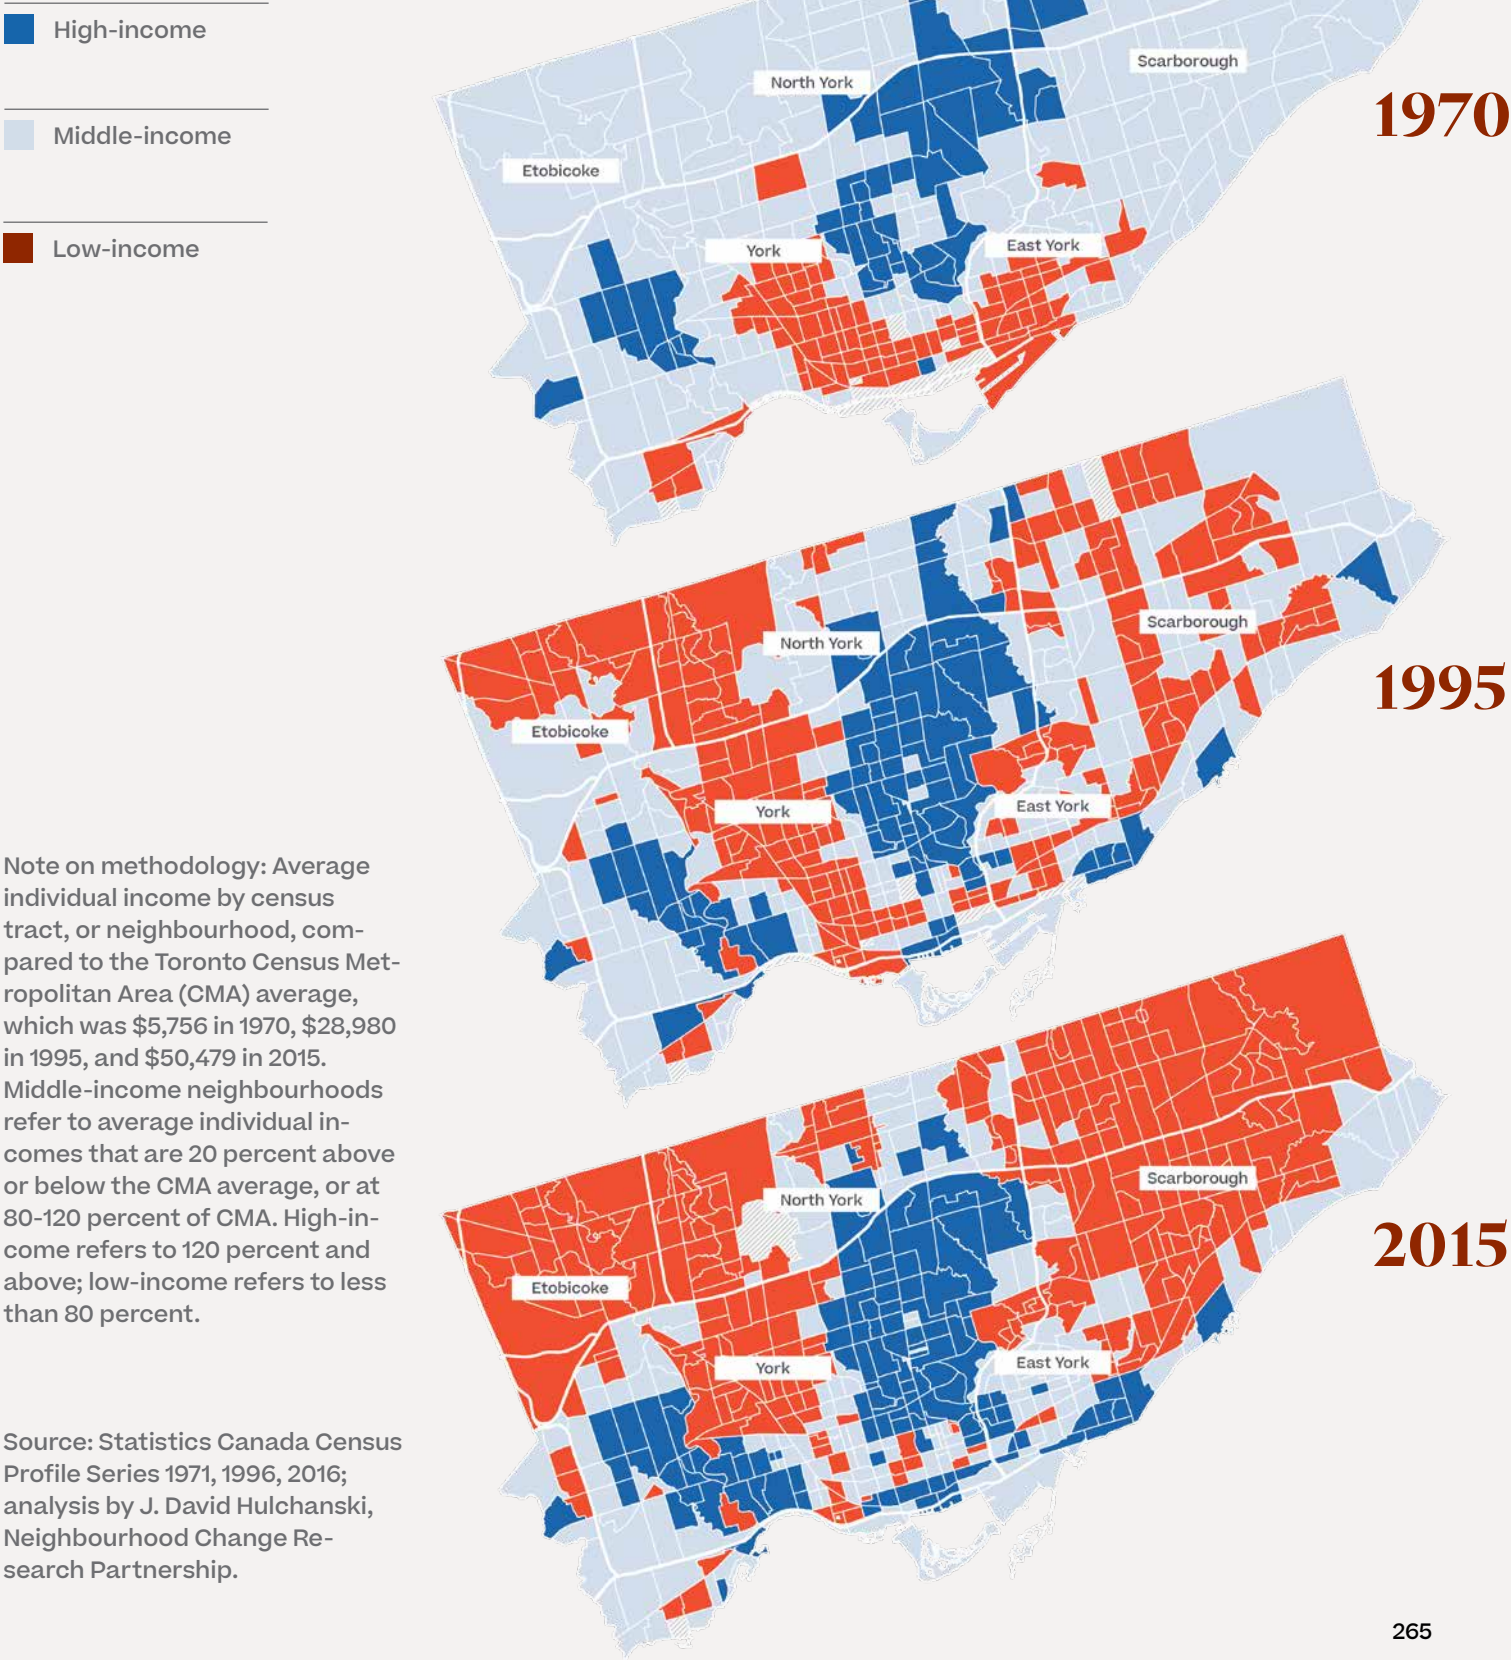 High-income
Middle-income
Low-income
Scarborough
North York
1970
Etobicoke
York
East York
Scarborough
North York
1995
Etobicoke
York
East York
Note on methodology: Average
individual income by census
tract, or neighbourhood, com-
pared to the Toronto Census Met-
ropolitan Area (CMA) average,
which was $5,756 in 1970, $28,980
in 1995, and $50,479 in 2015.
Middle-income neighbourhoods
refer to average individual in-
comes that are 20 percent above
or below the CMA average, or at
80-120 percent of CMA. High-in-
come refers to 120 percent and
above; low-income refers to less
than 80 percent.
Scarborough
North York
2015
Etobicoke
York
East York
Source: Statistics Canada Census
Profile Series 1971, 1996, 2016;
analysis by J. David Hulchanski,
Neighbourhood Change Re-
search Partnership.
265